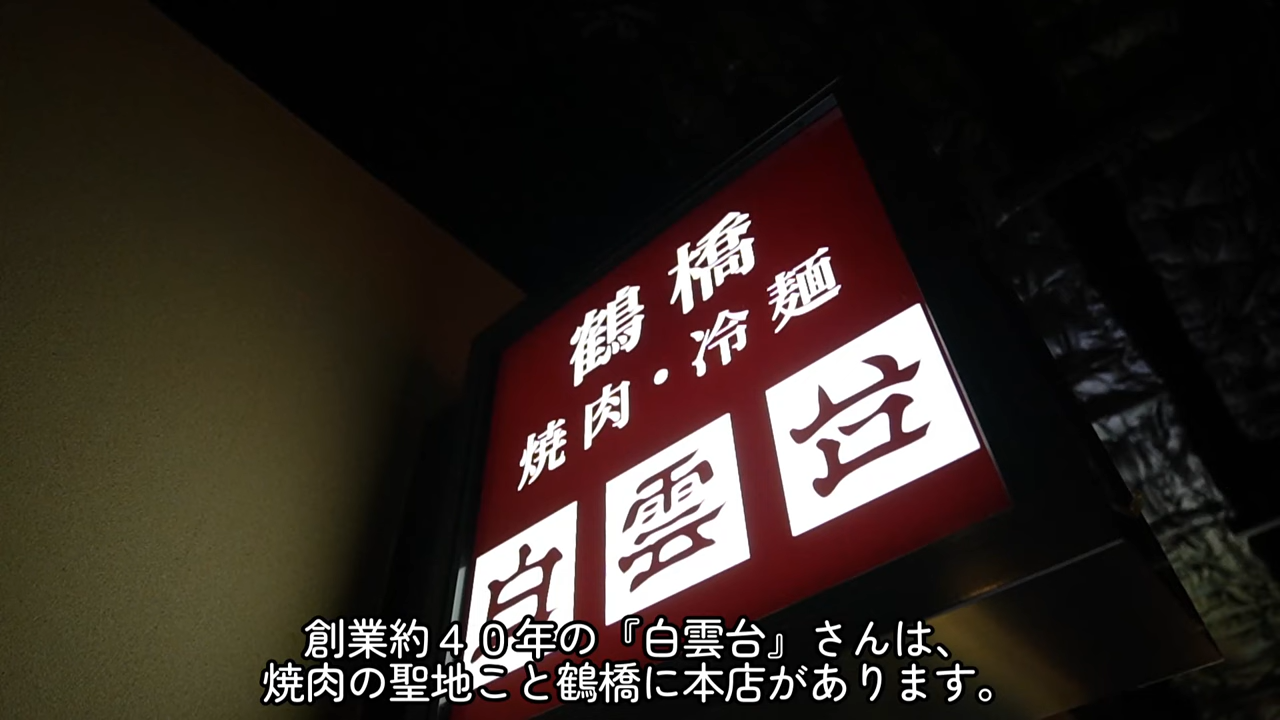 鶴橋
焼肉・冷麺
白雲台
創業約４０年の『白雲台』さんは、
焼肉の聖地こと鶴橋に本店があります。